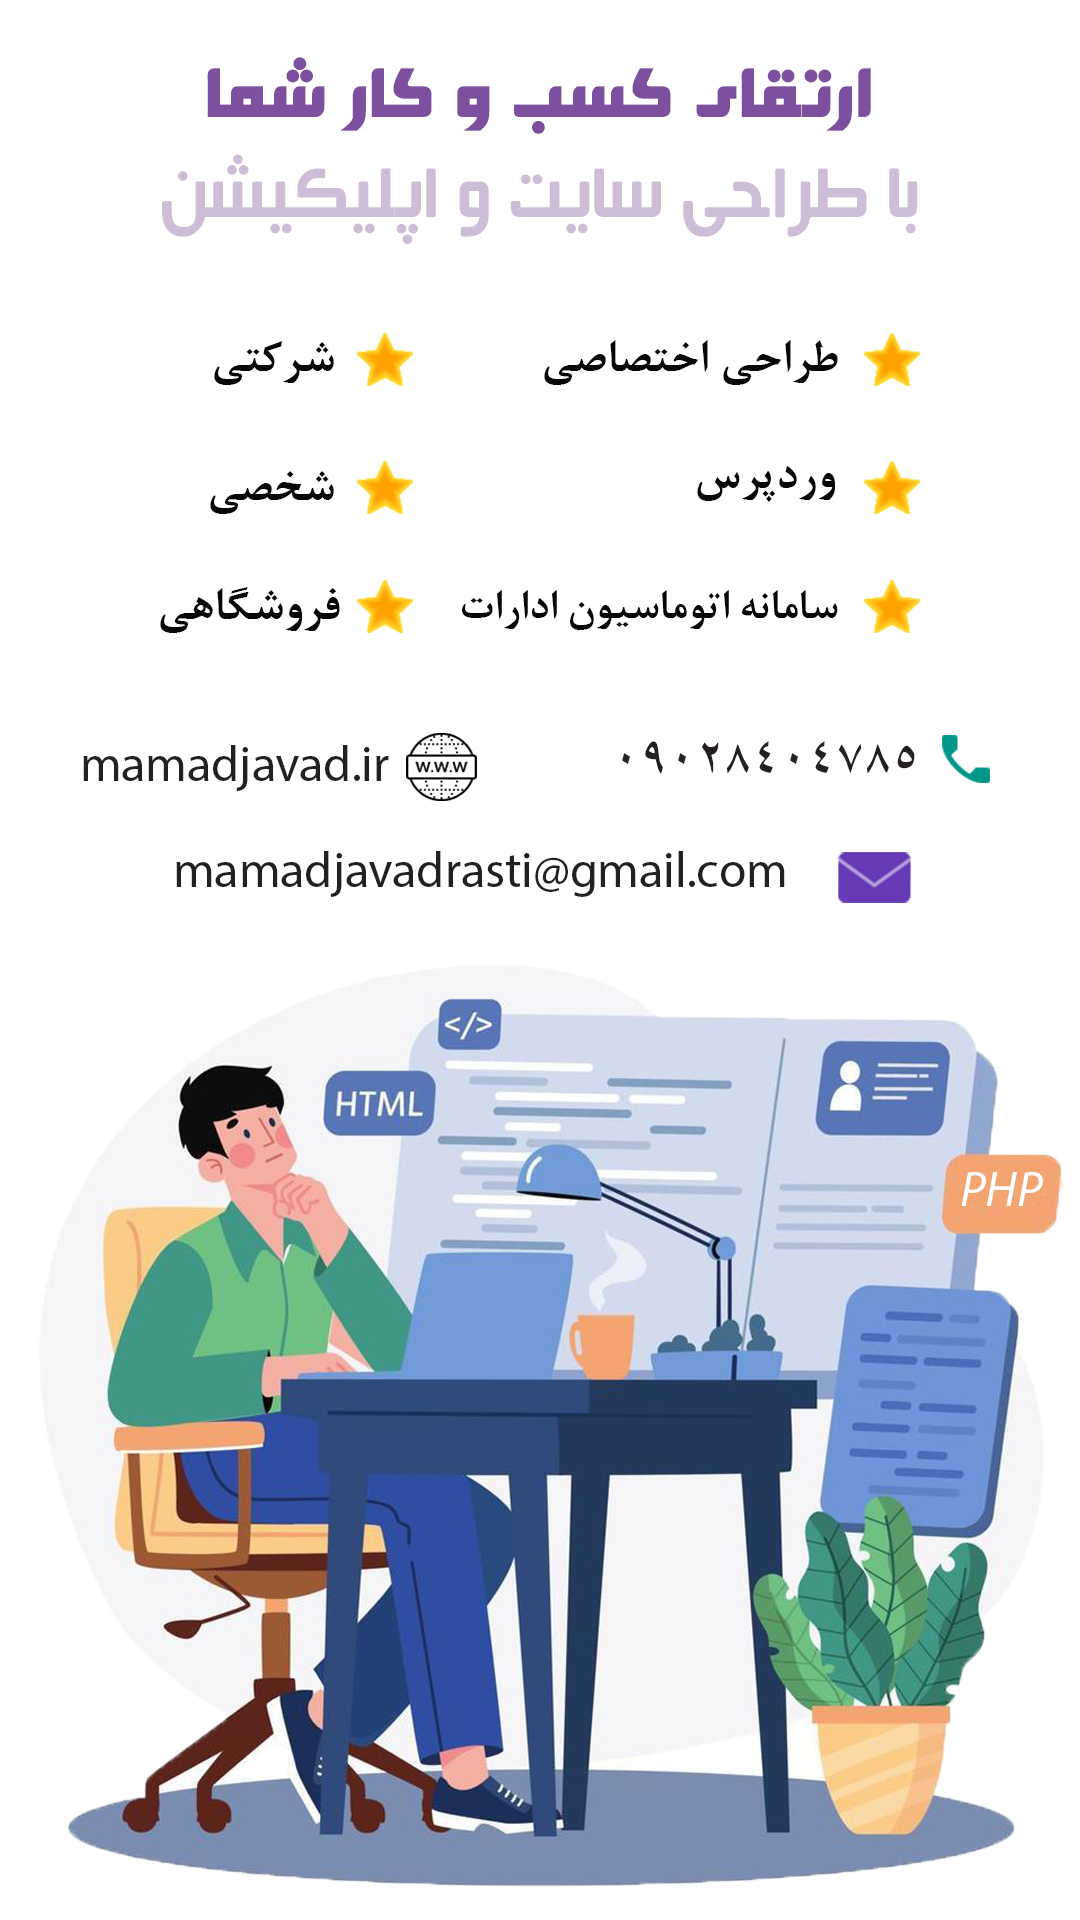 ارتقای کسب و کار شما
با طراحی سایت و اپلیکیشن
طراحی اختصاصی
شرکتی
وردپرس
شخصی
سامانه اتوماسیون ادارات
فروشگاهی
۰۹۰۲۸۴۰۴۷۸۵
mamadjavad.ir
w.w.w
mamadjavadrasti@gmail.com
</>
HTML
PHP